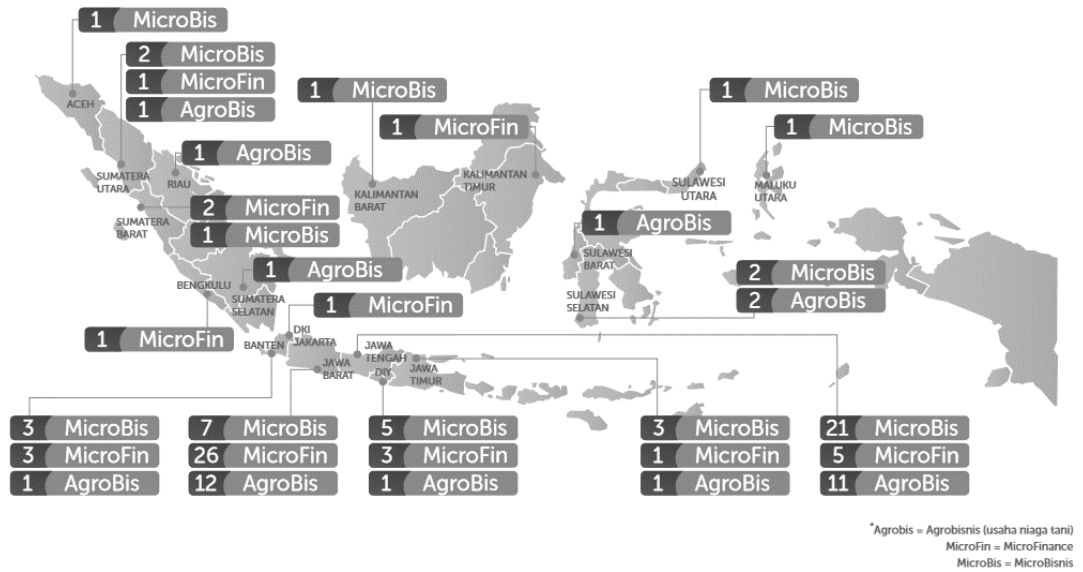 1 MicroBis
2 MicroBis
1 MicroFin
1 AgroBis
ACEH
SUMATERA
UTARA
1 AgroBis
RIAU
2 MicroFin
1 MicroBis
SUMATERA
BARAT
1 AgroBis
SUMATERA
SELATAN
BENGKULU
1 MicroFin
1 MicroFin
DKI
JAKARTA
BANTEN
JAWA
BARAT
JAWA
TENGAH
DIY
JAWA
TIMUR
1 MicroBis
KALIMANTAN
BARAT
1 MicroFin
KALIMANTAN
TIMUR
1 MicroBis
SULAWESI
UTARA
1 MicroBis
MALUKU
UTARA
1 AgroBis
SULAWESI
BARAT
2 MicroBis
2 AgroBis
SULAWESI
SELATAN
3 MicroBis
3 MicroFin
1 AgroBis
7 MicroBis
26 MicroFin
12 AgroBis
5 MicroBis
3 MicroFin
1 AgroBis
3 MicroBis
1 MicroFin
1 AgroBis
21 MicroBis
5 MicroFin
11 AgroBis
*Agrobis = Agrobisnis (usaha niaga tani)
MicroFin = MicroFinance
MicroBis = MicroBisnis